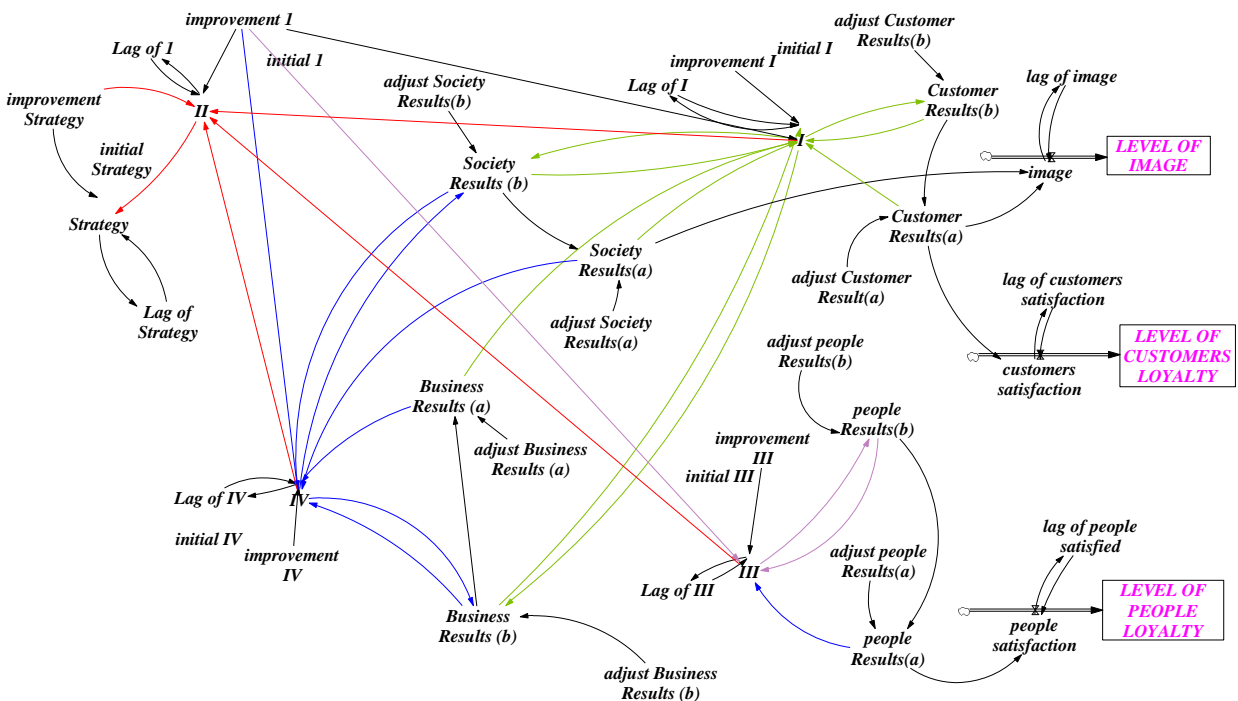 improvement 1
Lag of 1
initial 1
improvement
Strategy
II
initial
Strategy
Strategy
Lag of
Strategy
adjust Society
Results(b)
Society
Results (b)
Society
Results(a)
adjust Society
Results(a)
improvement I
initial I
Lag of I
I
adjust Customer
Results(b)
Customer
Results(b)
lag of image
LEVEL OF
IMAGE
image
Customer
Results(a)
adjust Customer
Result(a)
lag of customers
satisfaction
LEVEL OF
CUSTOMERS
LOYALTY
customers
satisfaction
Business
Results (a)
adjust Business
Results (a)
adjust people
Results(b)
people
Results(b)
improvement
III
initial III
Lag of IV
IV
initial IV
improvement
IV
Business
Results (b)
adjust Business
Results (b)
Lag of III
III
adjust people
Results(a)
people
Results(a)
lag of people
satisfied
LEVEL OF
PEOPLE
LOYALTY
people
satisfaction